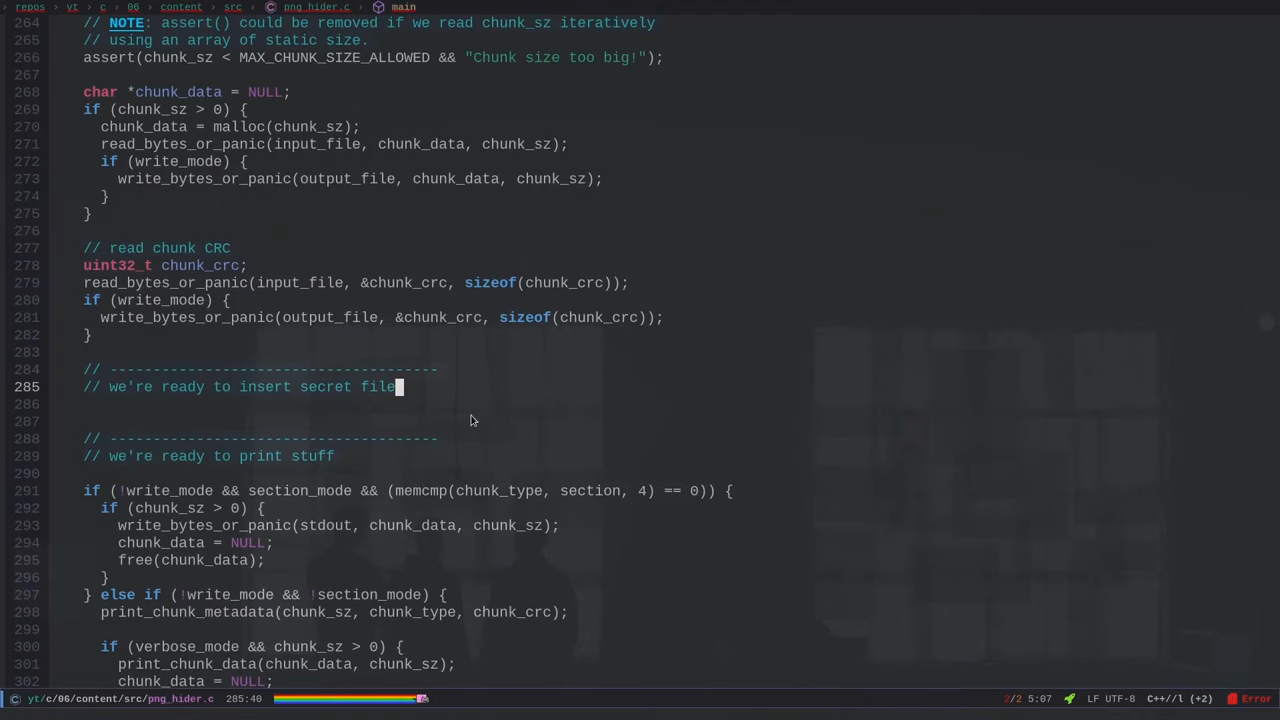 repos > yt > c > 06 > content > src > png_hider.c > main
264 // NOTE: assert() could be removed if we read chunk_sz iteratively
265 // using an array of static size.
266 assert(chunk_sz < MAX_CHUNK_SIZE_ALLOWED && "Chunk size too big!");
267
268 char *chunk_data = NULL;
269 if (chunk_sz > 0) {
270 chunk_data = malloc(chunk_sz);
271 read_bytes_or_panic(input_file, chunk_data, chunk_sz);
272 if (write_mode) {
273 write_bytes_or_panic(output_file, chunk_data, chunk_sz);
274 }
275 }
276
277 // read chunk CRC
278 uint32_t chunk_crc;
279 read_bytes_or_panic(input_file, &chunk_crc, sizeof(chunk_crc));
280 if (write_mode) {
281 write_bytes_or_panic(output_file, &chunk_crc, sizeof(chunk_crc));
282 }
283
284 // --------------------------------------
285 // we're ready to insert secret file
286
287
288 // --------------------------------------
289 // we're ready to print stuff
290
291 if (!write_mode && section_mode && (memcmp(chunk_type, section, 4) == 0)) {
292 if (chunk_sz > 0) {
293 write_bytes_or_panic(stdout, chunk_data, chunk_sz);
294 chunk_data = NULL;
295 free(chunk_data);
296 }
297 } else if (!write_mode && !section_mode) {
298 print_chunk_metadata(chunk_sz, chunk_type, chunk_crc);
299
300 if (verbose_mode && chunk_sz > 0) {
301 print_chunk_data(chunk_data, chunk_sz);
302 chunk_data = NULL;
yt/c/06/content/src/png_hider.c 285:40 2/2 5:07 LF UTF-8 C++//l (+2) Error